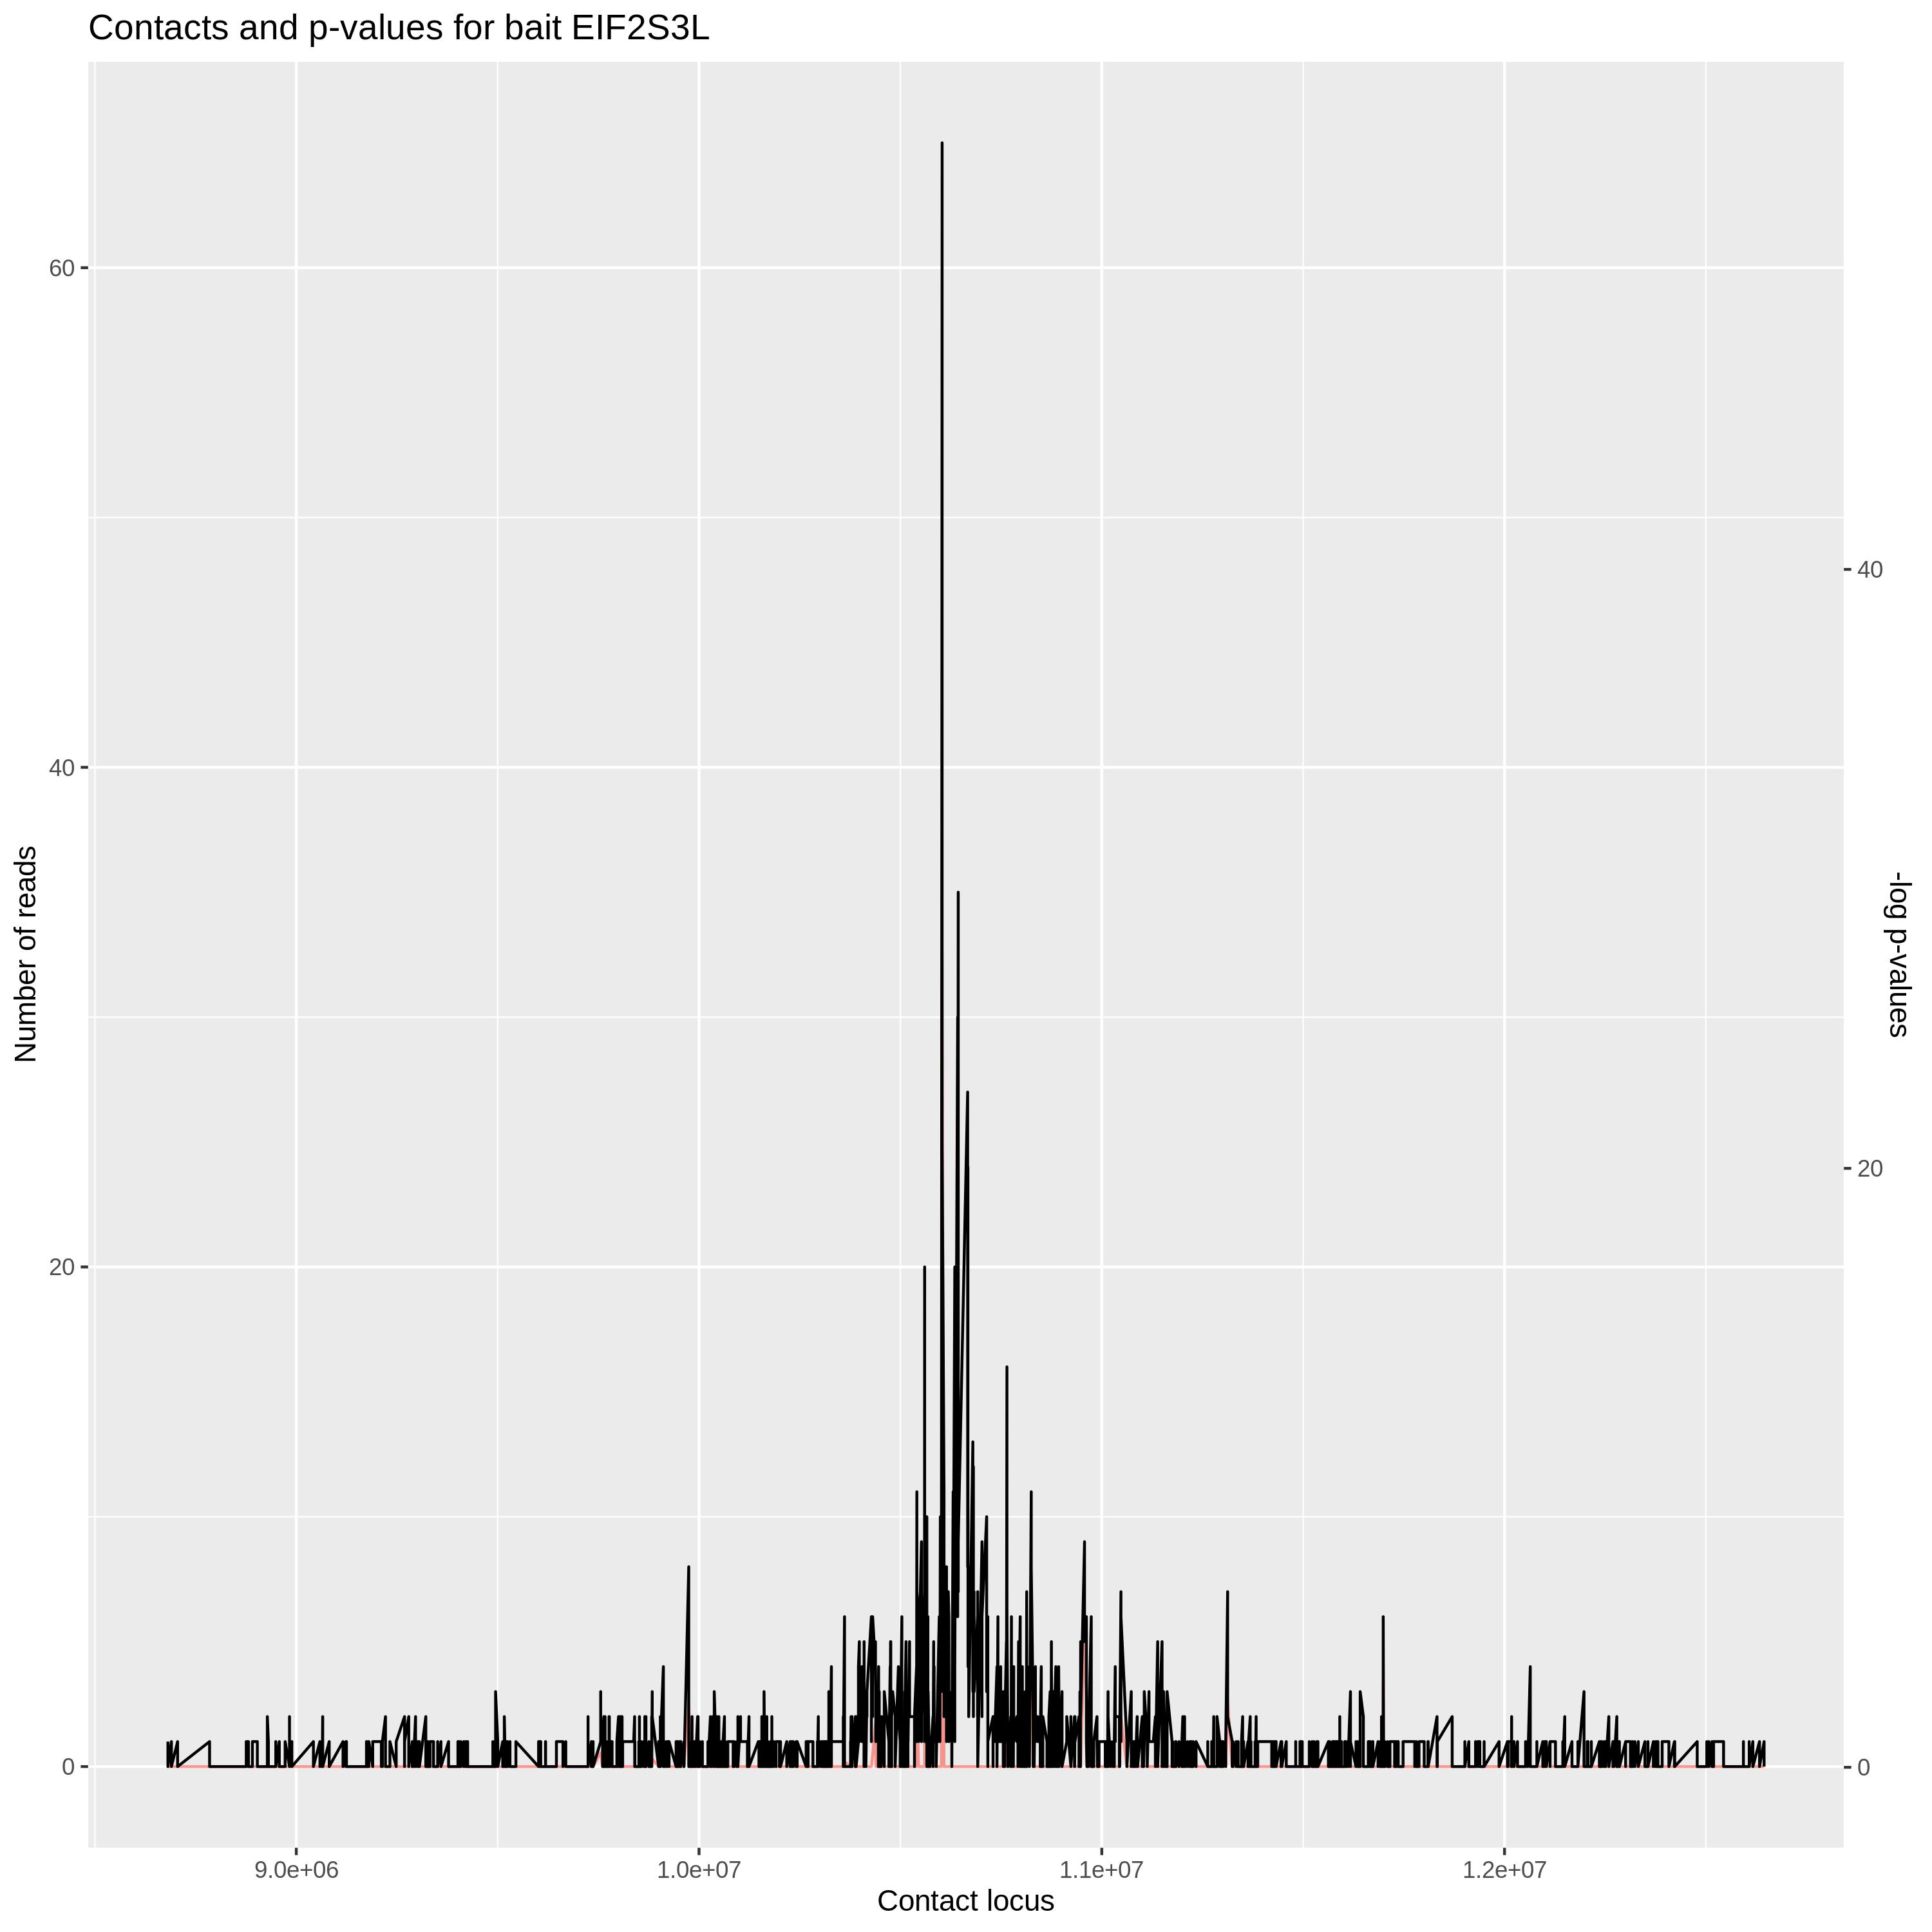 Contacts and p-values for bait EIF2S3L
60
40
20
0
Number of reads
40
20
0
-log p-values
9.0e+06
1.0e+07
1.1e+07
1.2e+07
Contact locus